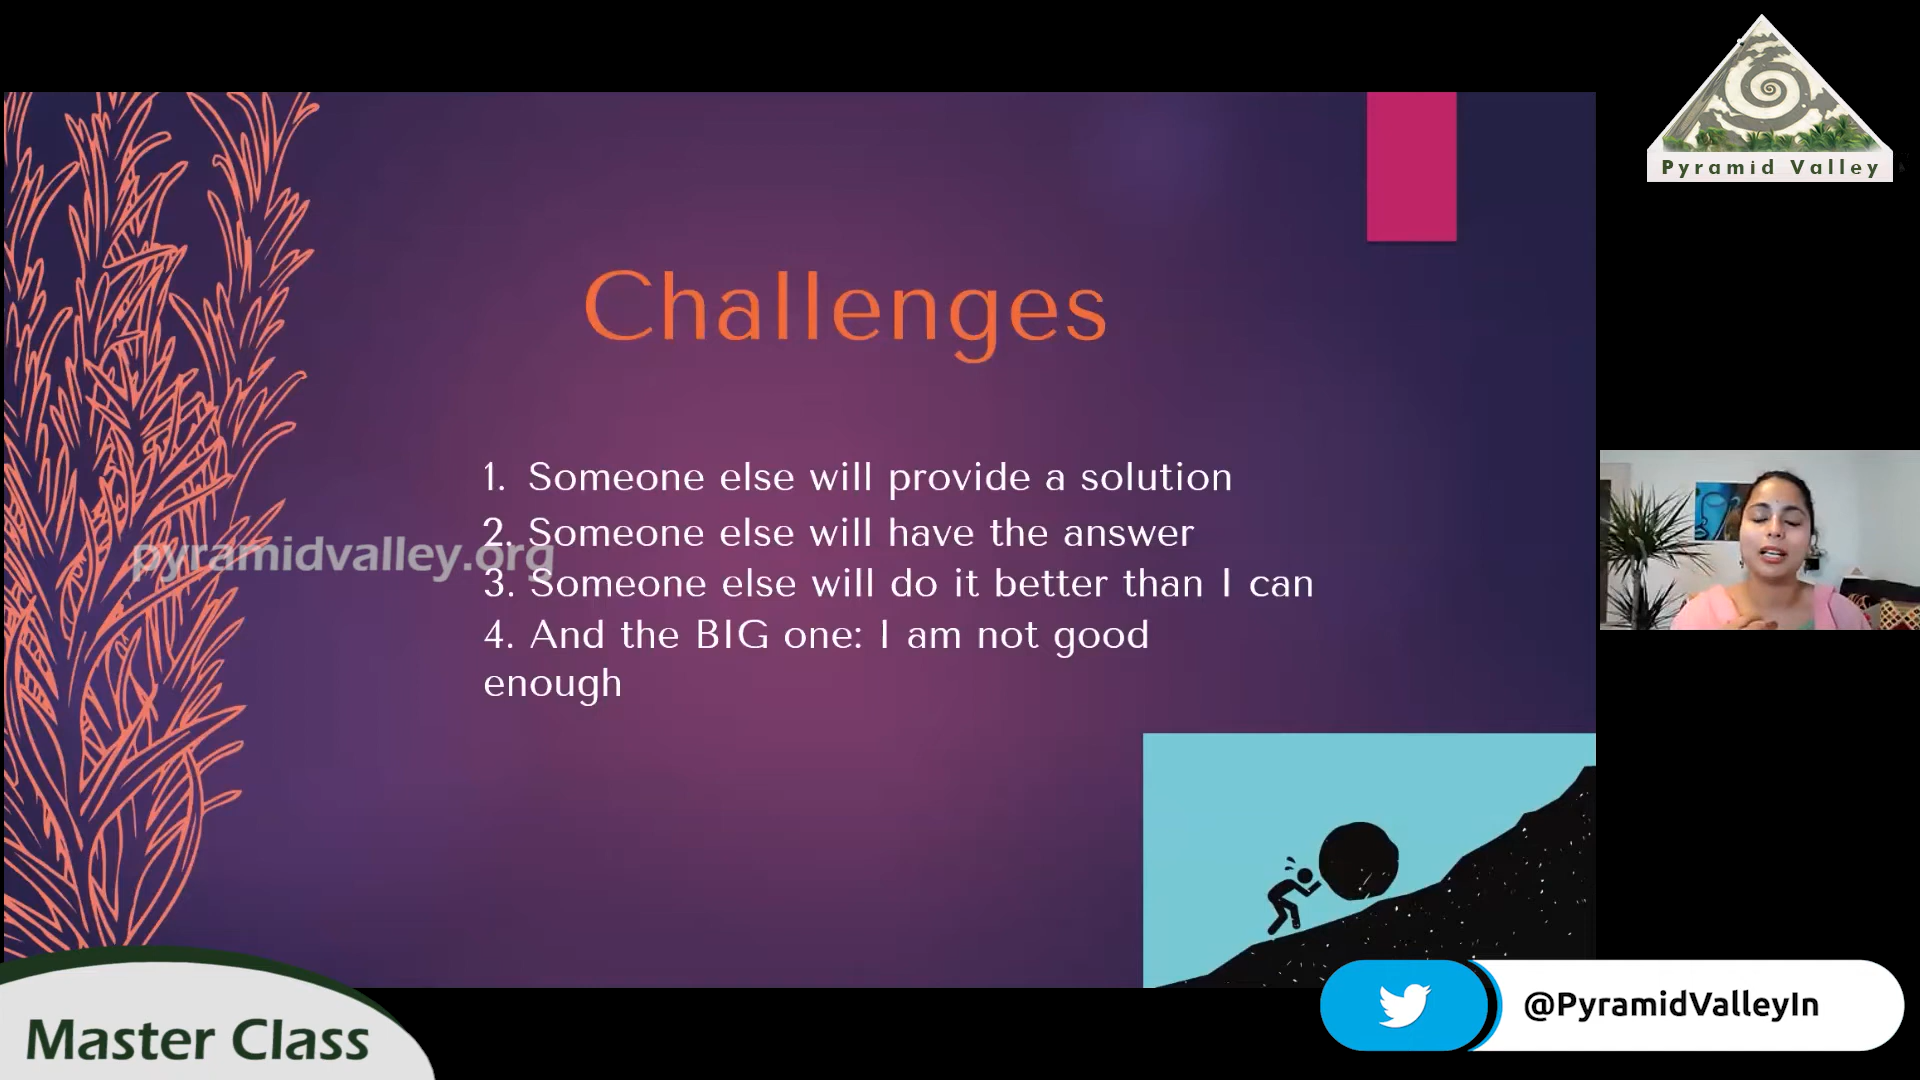 Pyramid Valley
Challenges
1. Someone else will provide a solution
2. Someone else will have the answer
pyramidvalley.org
3. Someone else will do it better than I can
4. And the BIG one: I am not good
enough
Master Class
@PyramidValleyIn